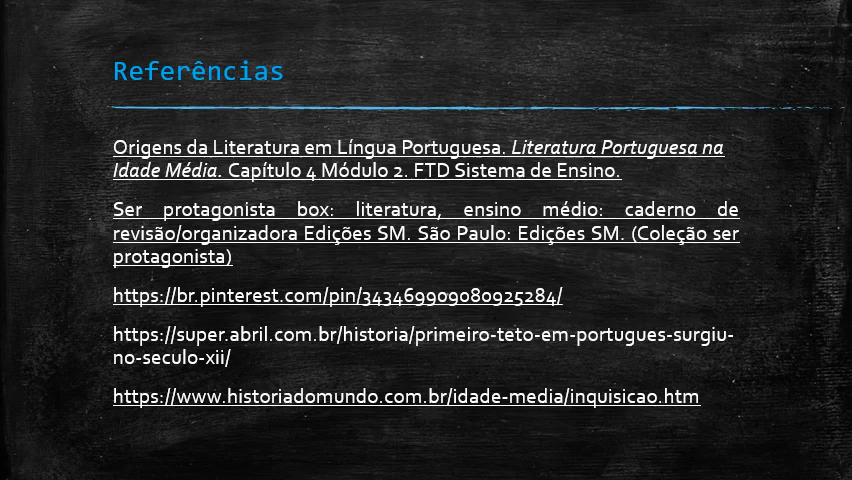 Referências
Origens da Literatura em Língua Portuguesa. Literatura Portuguesa na
Idade Média. Capítulo 4 Módulo 2. FTD Sistema de Ensino.
Ser protagonista box: literatura, ensino médio: caderno de
revisão/organizadora Edições SM. São Paulo: Edições SM. (Coleção ser
protagonista)
https://br.pinterest.com/pin/343469909080925284/
https://super.abril.com.br/historia/primeiro-teto-em-portugues-surgiu-
no-seculo-xii/
https://www.historiadomundo.com.br/idade-media/inquisicao.htm